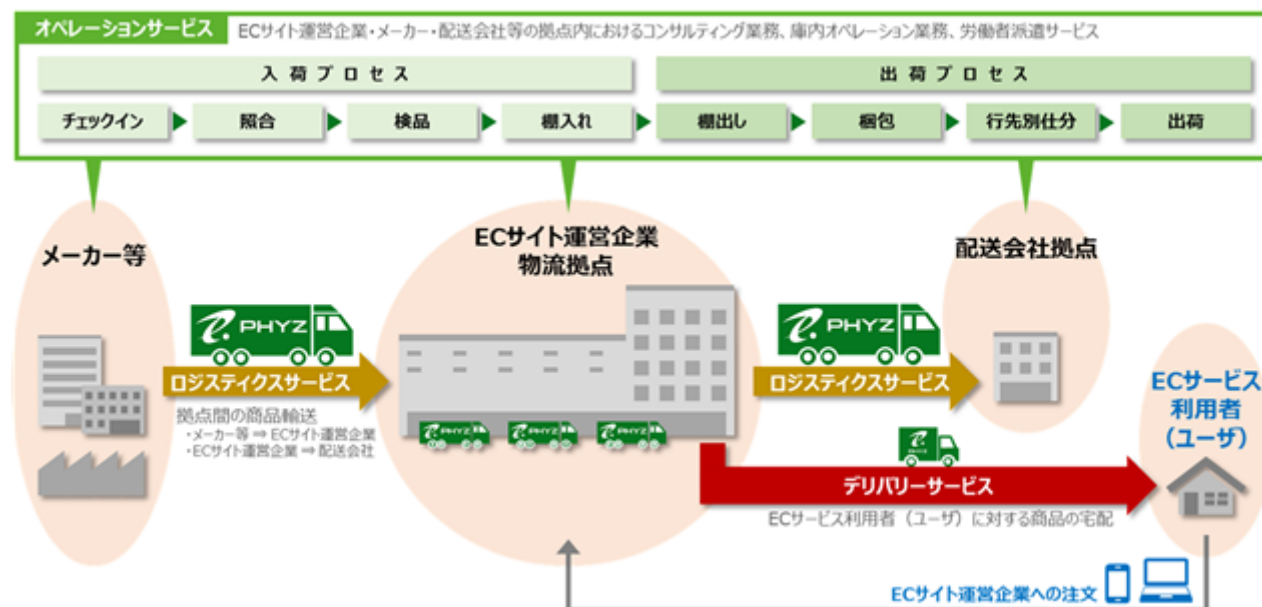 オペレーションサービス
ECサイト運営企業・メーカー・配送会社等の拠点内におけるコンサルティング業務、庫内オペレーション業務、労働者派遣サービス
入荷プロセス
出荷プロセス
チェックイン
照合
検品
棚入れ
棚出し
梱包
行先別仕分
出荷
メーカー等
ECサイト運営企業
物流拠点
配送会社拠点
PHYZ
PHYZ
ロジスティクスサービス
ロジスティクスサービス
拠点間の商品輸送
・メーカー等 ⇒ ECサイト運営企業
・ECサイト運営企業 ⇒ 配送会社
PHYZ
PHYZ
PHYZ
PHYZ
ECサービス
利用者
（ユーザ）
デリバリーサービス
ECサービス利用者（ユーザ）に対する商品の宅配
ECサイト運営企業への注文